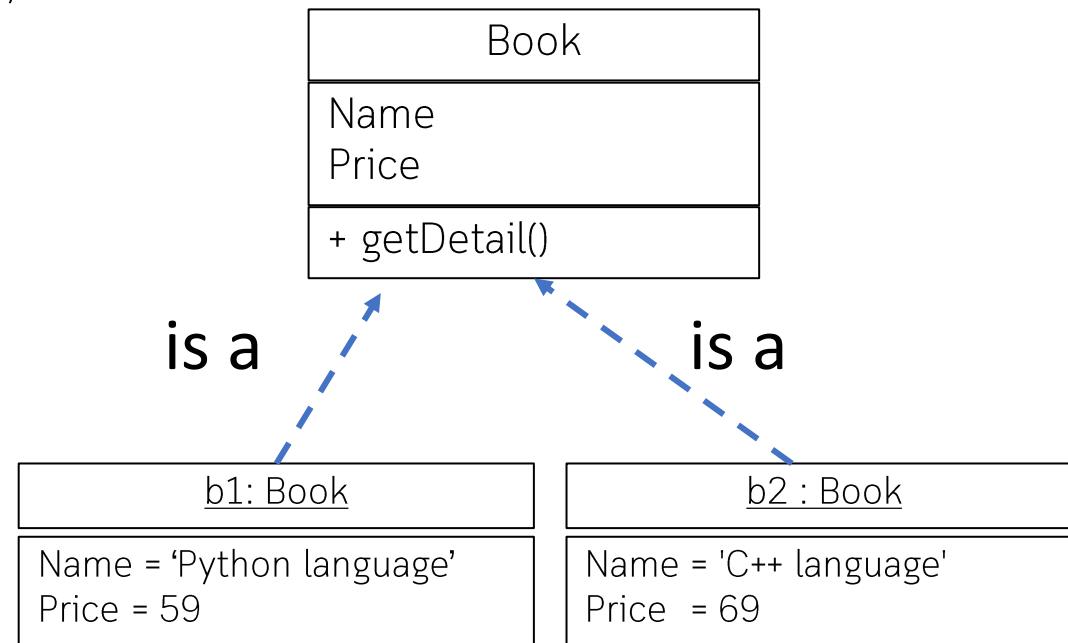 Book
Name
Price
+ getDetail()
is a
is a
b1: Book
b2 : Book
Name = ‘Python language’
Price = 59
Name = 'C++ language'
Price = 69